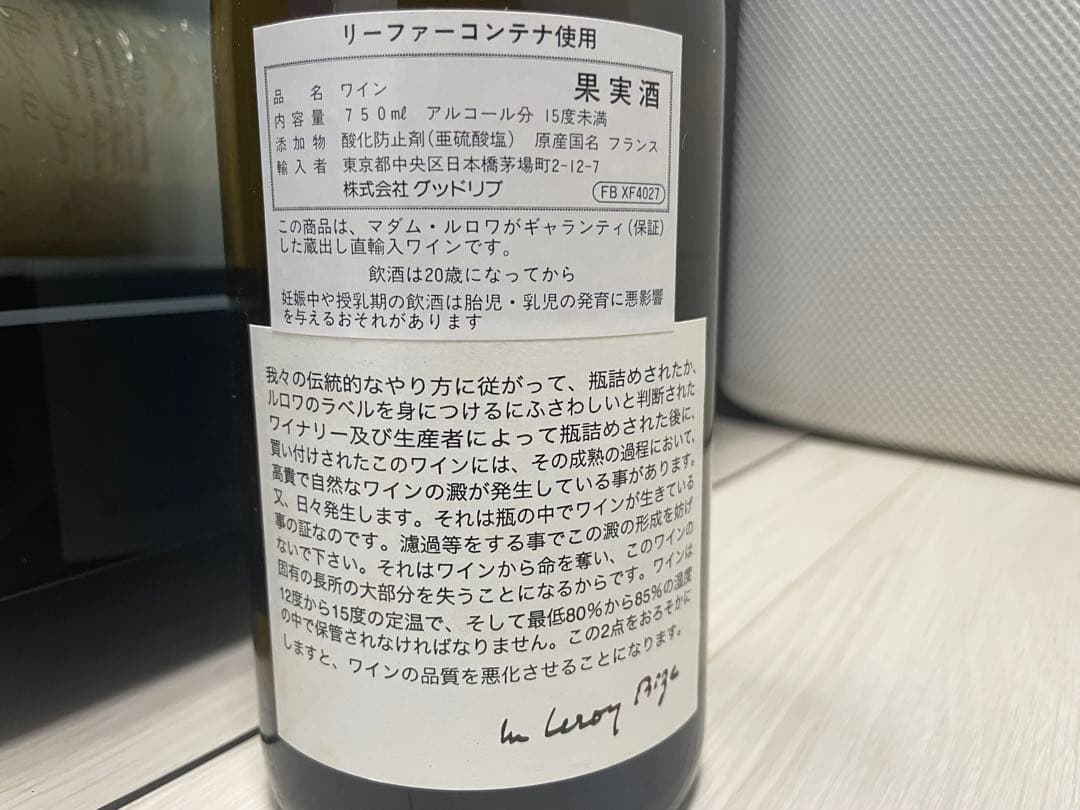 リーファーコンテナ使用
品名 ワイン 果実酒
内容量 750ml アルコール分 15度未満
添加物 酸化防止剤(亜硫酸塩) 原産国名 フランス
輸入者 東京都中央区日本橋茅場町2-12-7
株式会社 グッドリブ FB XF4027
この商品は、マダム・ルロワがギャランティ(保証)
した蔵出し直輸入ワインです。
飲酒は20歳になってから
妊娠中や授乳期の飲酒は胎児・乳児の発育に悪影響
を与えるおそれがあります
我々の伝統的なやり方に従がって、瓶詰めされたか、
ルロワのラベルを身につけるにふさわしいと判断された
ワイナリー及び生産者によって瓶詰めされた後に、
買い付けされたこのワインには、その成熟の過程において、
高貴で自然なワインの澱が発生している事があります。
又、日々発生します。それは瓶の中でワインが生きている
事の証なのです。濾過等をする事でこの澱の形成を妨げ
ないで下さい。それはワインから命を奪い、このワインの
固有の長所の大部分を失うことになるからです。ワインは
12度から15度の定温で、そして最低80%から85%の湿度
の中で保管されなければなりません。この2点をおろそかに
しますと、ワインの品質を悪化させることになります。
Leroy Bize